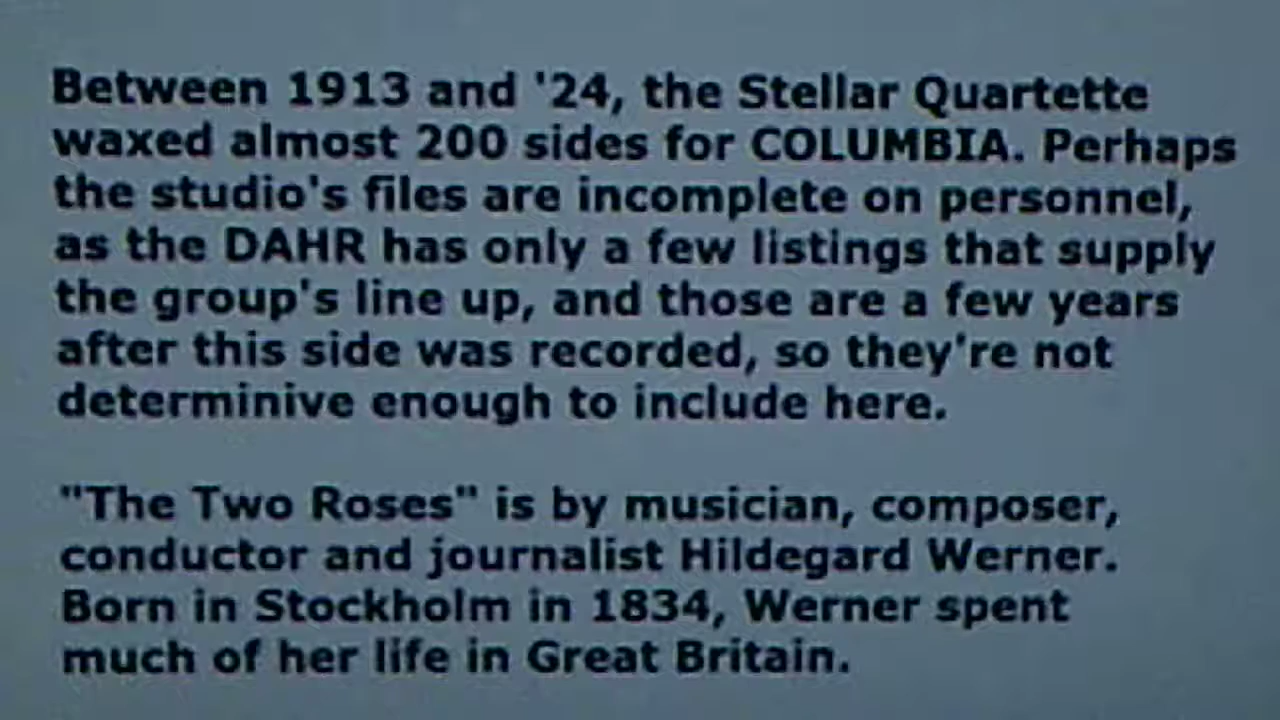 Between 1913 and '24, the Stellar Quartette
waxed almost 200 sides for COLUMBIA. Perhaps
the studio's files are incomplete on personnel,
as the DAHR has only a few listings that supply
the group's line up, and those are a few years
after this side was recorded, so they're not
determinive enough to include here.
"The Two Roses" is by musician, composer,
conductor and journalist Hildegard Werner.
Born in Stockholm in 1834, Werner spent
much of her life in Great Britain.